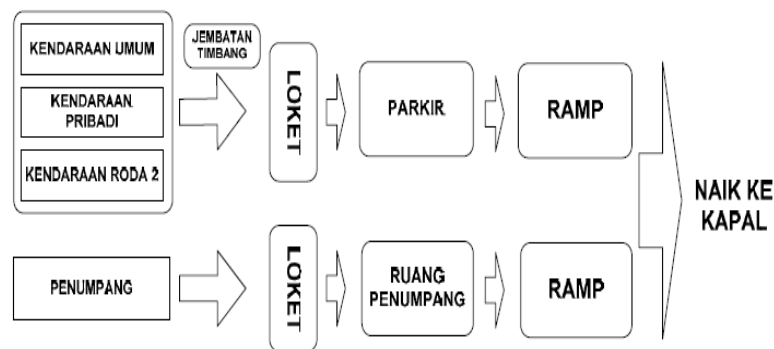 KENDARAAN UMUM
KENDARAAN
PRIBADI
KENDARAAN RODA 2
JEMBATAN
TIMBANG
LOKET
PARKIR
RAMP
PENUMPANG
LOKET
RUANG
PENUMPANG
RAMP
NAIK KE
KAPAL